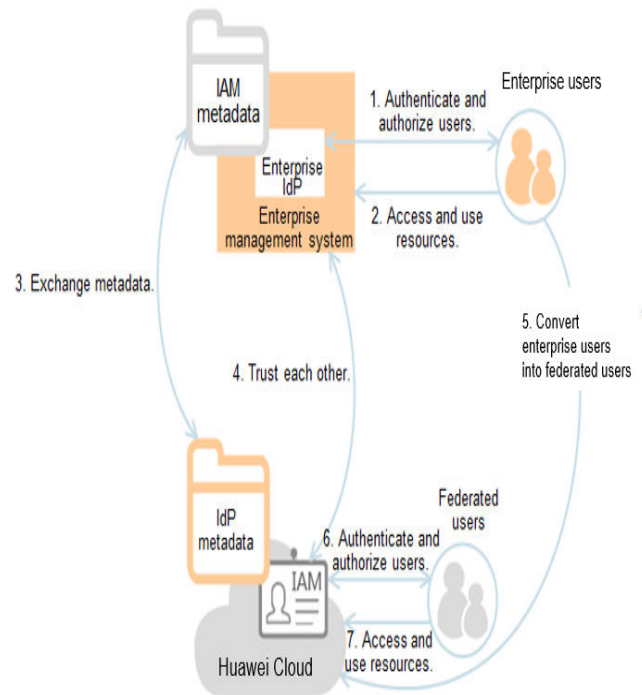 IAM
metadata
Enterprise users
1. Authenticate and
authorize users.
Enterprise
IdP
Enterprise
management system
2. Access and use
resources.
3. Exchange metadata.
5. Convert
enterprise users
into federated users
4. Trust each other.
IdP
metadata
Federated
users
6. Authenticate and
authorize users.
IAM
7. Access and
use resources.
Huawei Cloud